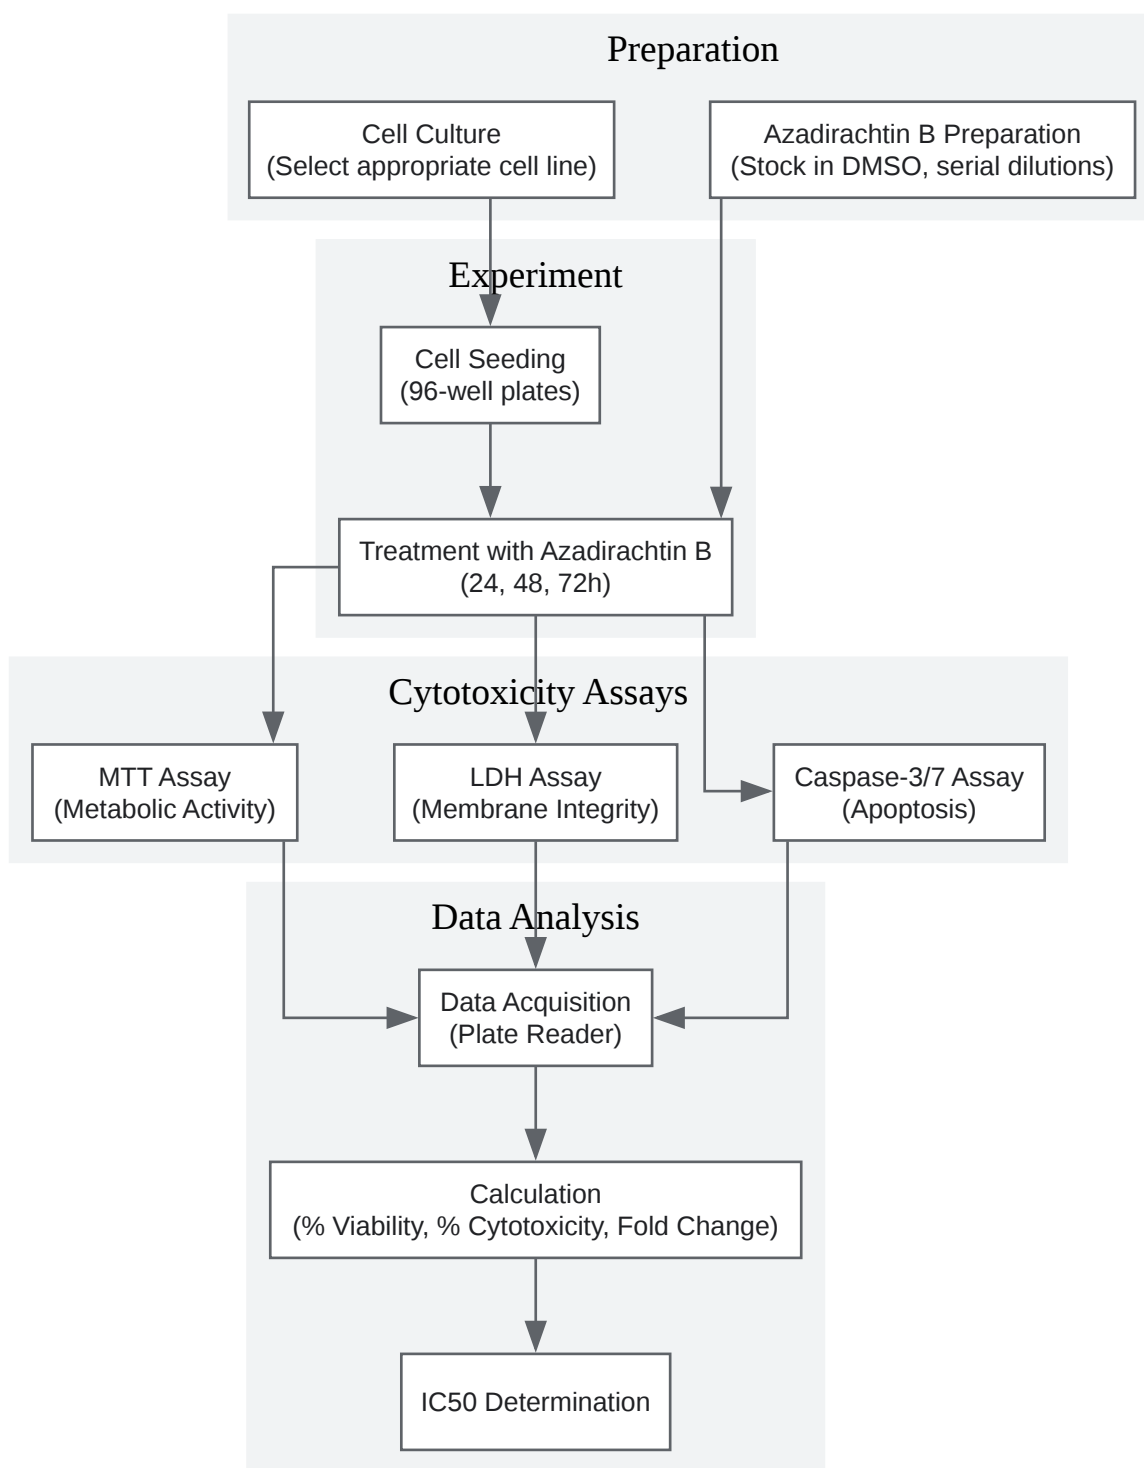 Preparation
Cell Culture
(Select appropriate cell line)
Azadirachtin B Preparation
(Stock in DMSO, serial dilutions)
Experiment
Cell Seeding
(96-well plates)
Treatment with Azadirachtin B
(24, 48, 72h)
Cytotoxicity Assays
MTT Assay
(Metabolic Activity)
LDH Assay
(Membrane Integrity)
Caspase-3/7 Assay
(Apoptosis)
Data Analysis
Data Acquisition
(Plate Reader)
Calculation
(% Viability, % Cytotoxicity, Fold Change)
IC50 Determination